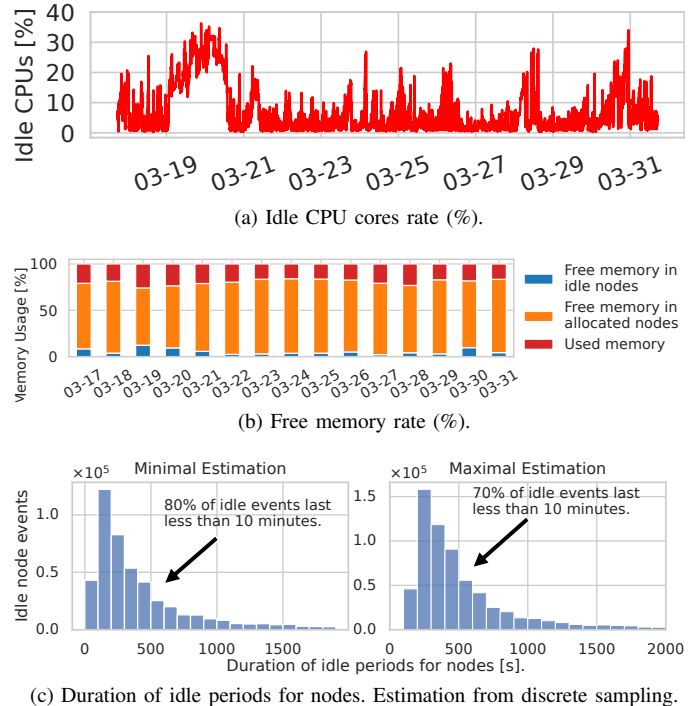 Idle CPUs [%]
40
30
20
10
0
03-19
03-21
03-23
03-25
03-27
03-29
03-31
(a) Idle CPU cores rate (%).
Memory Usage [%]
100
50
0
03-17
03-18
03-19
03-20
03-21
03-22
03-23
03-24
03-25
03-26
03-27
03-28
03-29
03-30
03-31
Free memory in
idle nodes
Free memory in
allocated nodes
Used memory
(b) Free memory rate (%).
×10⁵
Minimal Estimation
Idle node events
1.0
0.5
0.0
80% of idle events last
less than 10 minutes.
0
500
1000
1500
×10⁵
Maximal Estimation
1.5
1.0
0.5
0.0
70% of idle events last
less than 10 minutes.
0
500
1000
1500
2000
Duration of idle periods for nodes [s].
(c) Duration of idle periods for nodes. Estimation from discrete sampling.